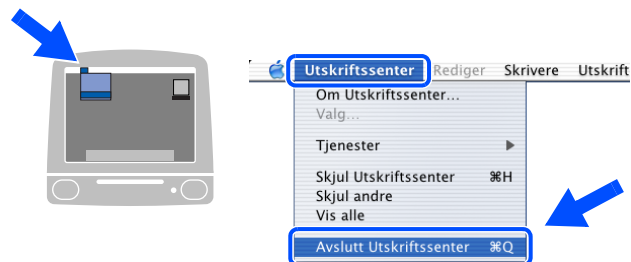 Utskriftssenter Rediger Skrivere Utskrift
Om Utskriftssenter...
Valg...
Tjenester
Skjul Utskriftssenter ⌘H
Skjul andre
Vis alle
Avslutt Utskriftssenter ⌘Q